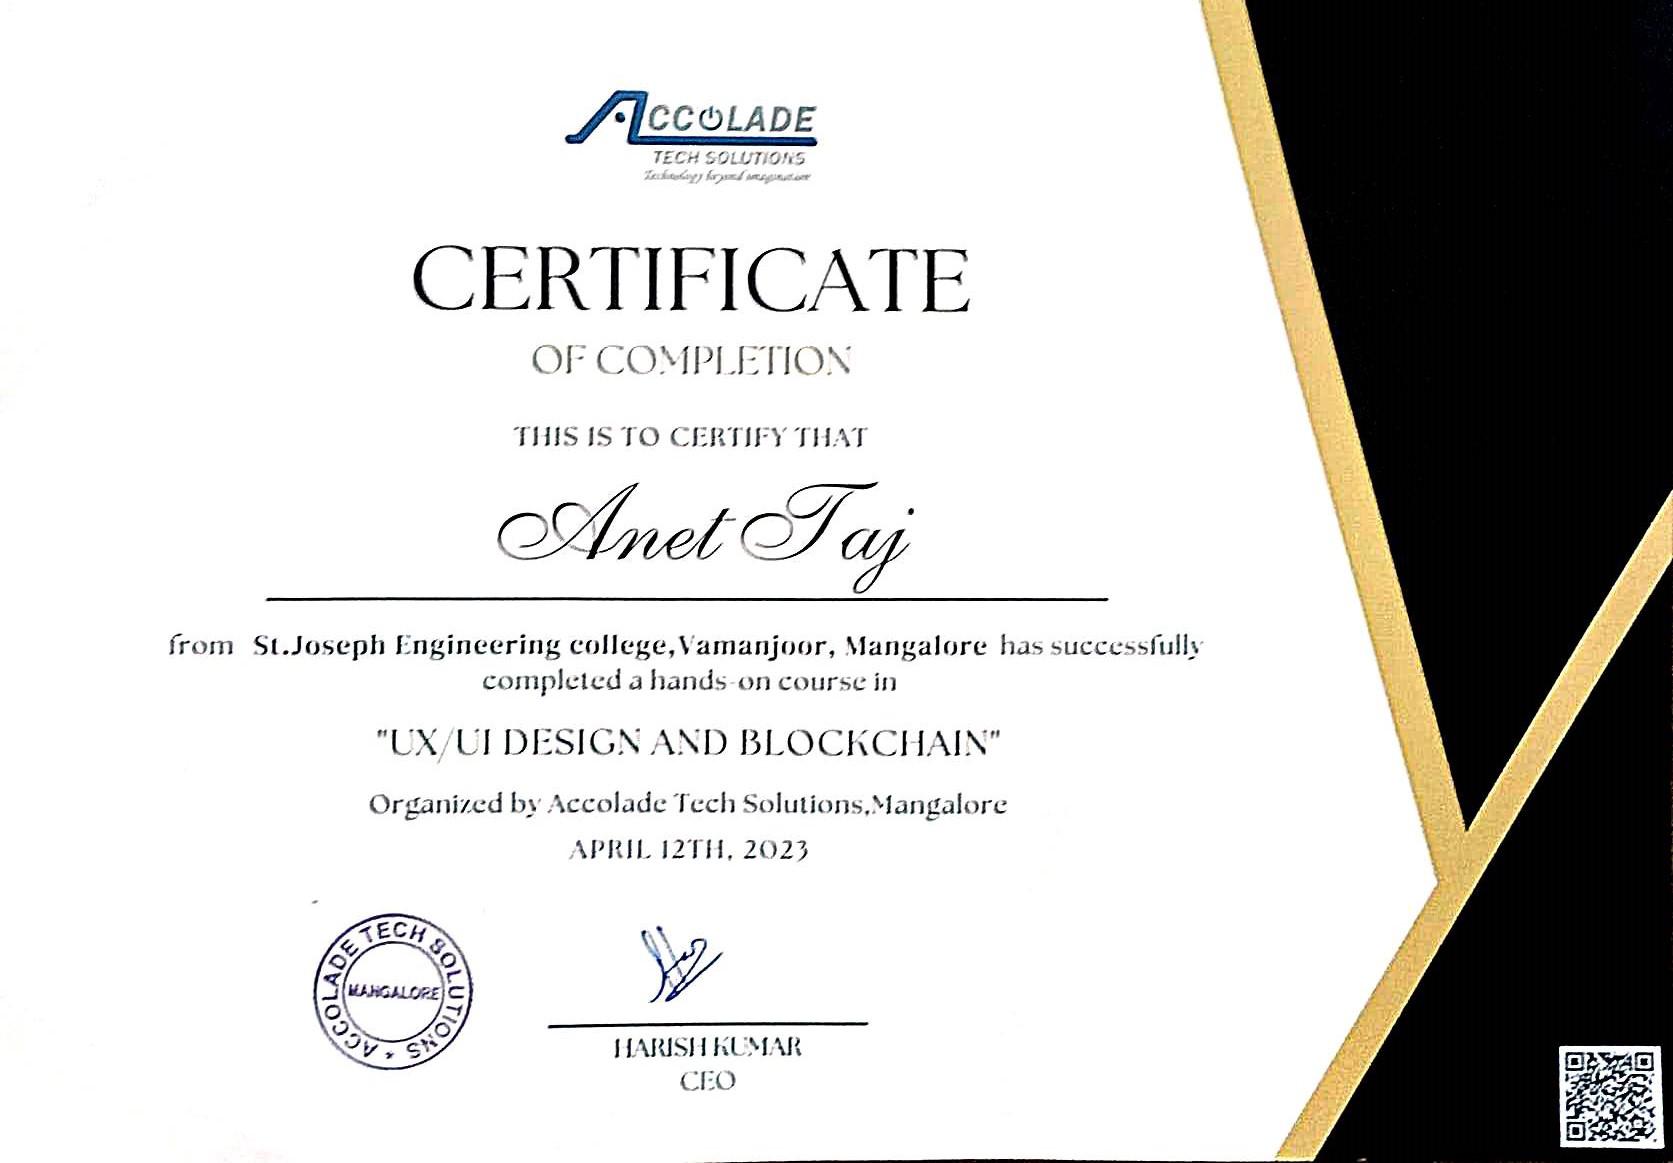 ACCOLADE
TECH SOLUTIONS
Technology beyond imagination
CERTIFICATE
OF COMPLETION
THIS IS TO CERTIFY THAT
Anet Taj
from St.Joseph Engineering college,Vamanjoor, Mangalore has successfully
completed a hands-on course in
"UX/UI DESIGN AND BLOCKCHAIN"
Organized by Accolade Tech Solutions,Mangalore
APRIL 12TH, 2023
ACCOLADE TECH SOLUTIONS *
MANGALORE
HARISH KUMAR
CEO